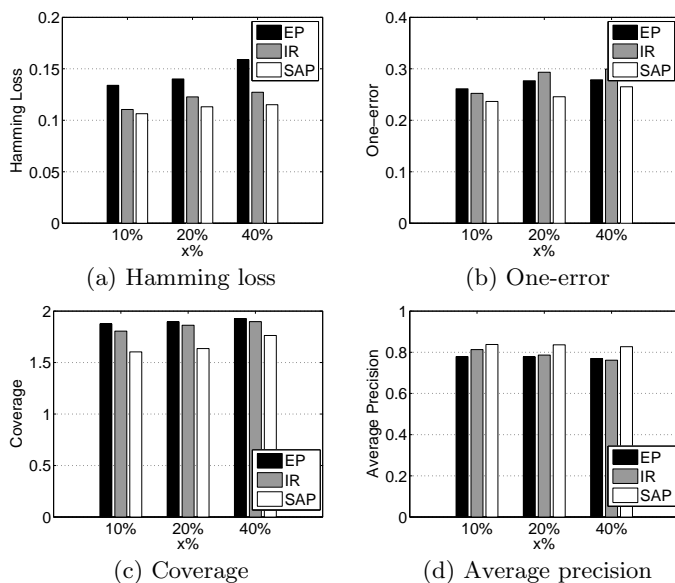 0.2
0.15
0.1
0.05
0
Hamming Loss
EP
IR
SAP
10% 20% 40%
x%
(a) Hamming loss
0.4
0.3
0.2
0.1
0
One−error
EP
IR
SAP
10% 20% 40%
x%
(b) One-error
2
1.5
1
0.5
0
Coverage
EP
IR
SAP
10% 20% 40%
x%
(c) Coverage
1
0.8
0.6
0.4
0.2
0
Average Precision
EP
IR
SAP
10% 20% 40%
x%
(d) Average precision